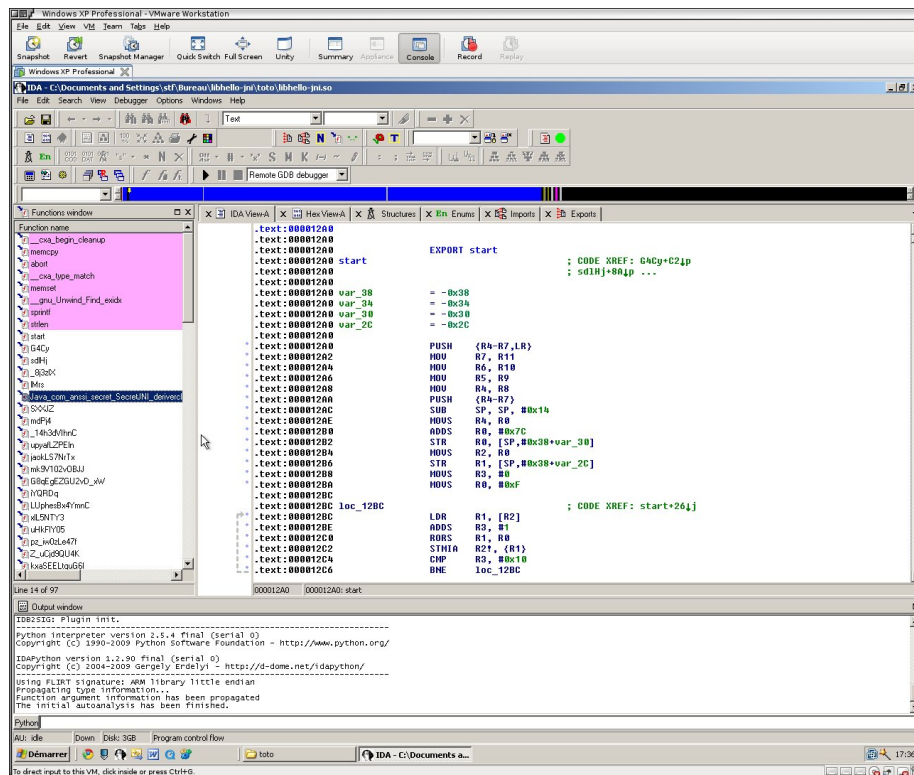 Windows XP Professional - VMware Workstation
File Edit View VM Team Tabs Help
Snapshot Revert Snapshot Manager Quick Switch Full Screen Unity Summary Appliance Console Record Replay
Windows XP Professional
IDA - C:\Documents and Settings\stf\Bureau\libhello-jni\toto\libhello-jni.so
File Edit Search View Debugger Options Windows Help
Text
Remote GDB debugger
Functions window
IDA View-A Hex View-A Structures En Enums Imports Exports
Function name
__cxa_begin_cleanup
memcpy
abort
__cxa_type_match
memset
__gnu_Unwind_Find_exidx
sprintf
strlen
start
G4Cy
sdlHj
_8j3zIX
IMrs
Java_com_anssi_secret_SecretJNI_derivercl
SXXJZ
mdPj4
_14h3dVlhnC
upyafLZPEIn
jaokLS7NrTx
mk9V102vOBJJ
G8qEgEZGU2vD_xW
iYQRDq
LUphesBx4YmnC
xlL5NTY3
uHkFlY05
pz_iw0zLe47f
Z_uCjd9QU4K
kxaSEELtguG6I
Line 14 of 97
.text:000012A0
.text:000012A0
.text:000012A0 EXPORT start
.text:000012A0 start ; CODE XREF: G4Cy+C2↓p
.text:000012A0 ; sdlHj+8A↓p ...
.text:000012A0
.text:000012A0 var_38 = -0x38
.text:000012A0 var_34 = -0x34
.text:000012A0 var_30 = -0x30
.text:000012A0 var_2C = -0x2C
.text:000012A0
.text:000012A0 PUSH {R4-R7,LR}
.text:000012A2 MOV R7, R11
.text:000012A4 MOV R6, R10
.text:000012A6 MOV R5, R9
.text:000012A8 MOV R4, R8
.text:000012AA PUSH {R4-R7}
.text:000012AC SUB SP, SP, #0x14
.text:000012AE MOVS R4, R0
.text:000012B0 ADDS R0, #0x7C
.text:000012B2 STR R0, [SP,#0x38+var_30]
.text:000012B4 MOVS R2, R0
.text:000012B6 STR R1, [SP,#0x38+var_2C]
.text:000012B8 MOVS R3, #0
.text:000012BA MOVS R0, #0xF
.text:000012BC
.text:000012BC loc_12BC ; CODE XREF: start+26↓j
.text:000012BC LDR R1, [R2]
.text:000012BE ADDS R3, #1
.text:000012C0 RORS R1, R0
.text:000012C2 STMIA R2!, {R1}
.text:000012C4 CMP R3, #0x10
.text:000012C6 BNE loc_12BC
000012A0 000012A0: start
Output window
IDB2SIG: Plugin init.
Python interpreter version 2.5.4 final (serial 0)
Copyright (c) 1990-2009 Python Software Foundation - http://www.python.org/
IDAPython version 1.2.90 final (serial 0)
Copyright (c) 2004-2009 Gergely Erdelyi - http://d-dome.net/idapython/
Using FLIRT signature: ARM library little endian
Propagating type information...
Function argument information has been propagated
The initial autoanalysis has been finished.
Python
AU: idle Down Disk: 3GB Program control flow
Démarrer toto IDA - C:\Documents a... 17:36
To direct input to this VM, click inside or press Ctrl+G.